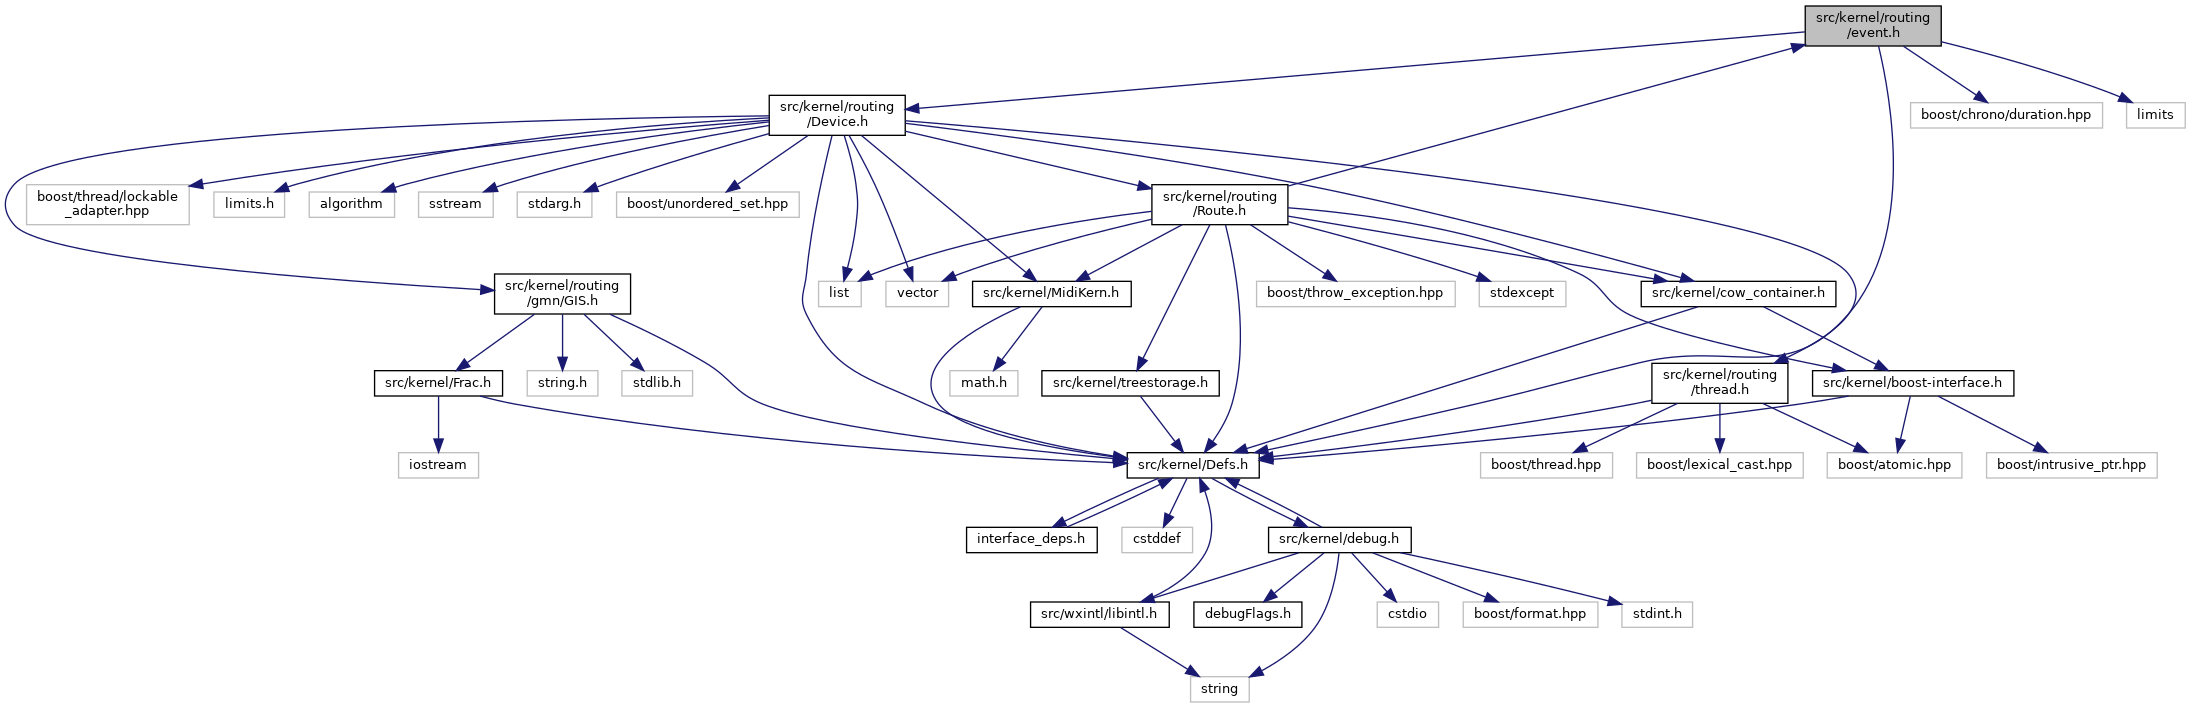 src/kernel/routing
/event.h
src/kernel/routing
/Device.h
boost/chrono/duration.hpp
limits
boost/thread/lockable
_adapter.hpp
limits.h
algorithm
sstream
stdarg.h
boost/unordered_set.hpp
src/kernel/routing
/Route.h
src/kernel/routing
/gmn/GIS.h
list
vector
src/kernel/MidiKern.h
boost/throw_exception.hpp
stdexcept
src/kernel/cow_container.h
src/kernel/Frac.h
string.h
stdlib.h
math.h
src/kernel/treestorage.h
src/kernel/routing
/thread.h
src/kernel/boost-interface.h
iostream
src/kernel/Defs.h
boost/thread.hpp
boost/lexical_cast.hpp
boost/atomic.hpp
boost/intrusive_ptr.hpp
interface_deps.h
cstddef
src/kernel/debug.h
src/wxintl/libintl.h
debugFlags.h
cstdio
boost/format.hpp
stdint.h
string